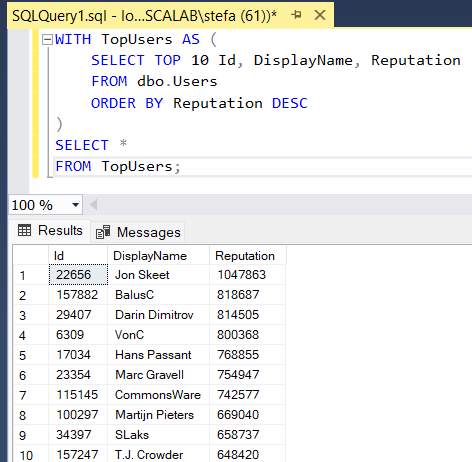 SQLQuery1.sql - lo...SCALAB\stefa (61))*
WITH TopUsers AS (
SELECT TOP 10 Id, DisplayName, Reputation
FROM dbo.Users
ORDER BY Reputation DESC
)
SELECT *
FROM TopUsers;
100 %
Results Messages
Id DisplayName Reputation
1 22656 Jon Skeet 1047863
2 157882 BalusC 818687
3 29407 Darin Dimitrov 814505
4 6309 VonC 800368
5 17034 Hans Passant 768855
6 23354 Marc Gravell 754947
7 115145 CommonsWare 742577
8 100297 Martijn Pieters 669040
9 34397 SLaks 658737
10 157247 T.J. Crowder 648420